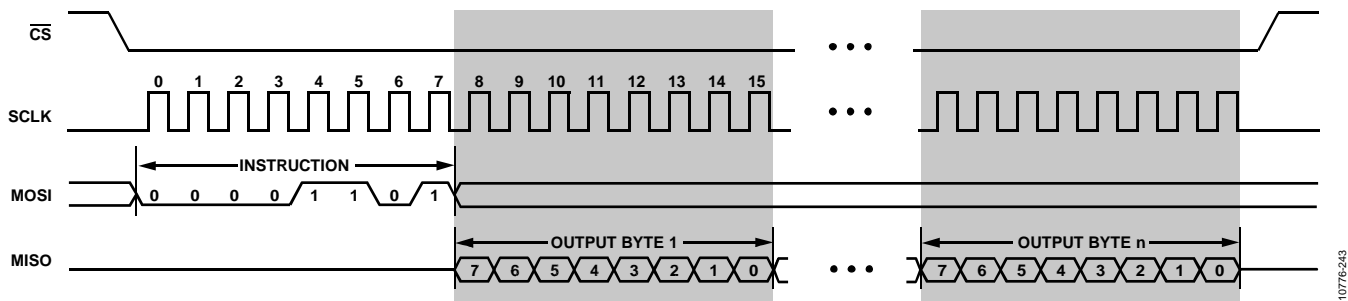 CS
0 1 2 3 4 5 6 7 8 9 10 11 12 13 14 15
SCLK
INSTRUCTION
MOSI
0 0 0 0 1 1 0 1
OUTPUT BYTE 1
OUTPUT BYTE n
MISO
7 6 5 4 3 2 1 0
7 6 5 4 3 2 1 0
10776-243